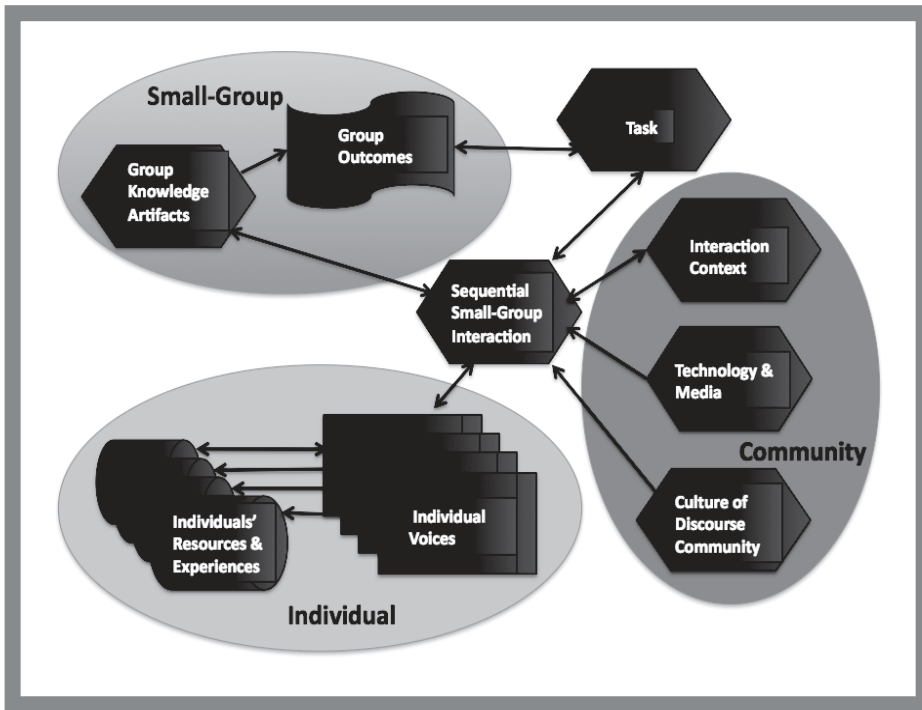 Small-Group
Group
Outcomes
Task
Group
Knowledge
Artifacts
Interaction
Context
Sequential
Small-Group
Interaction
Technology &
Media
Community
Individuals'
Resources &
Experiences
Individual
Voices
Culture of
Discourse
Community
Individual